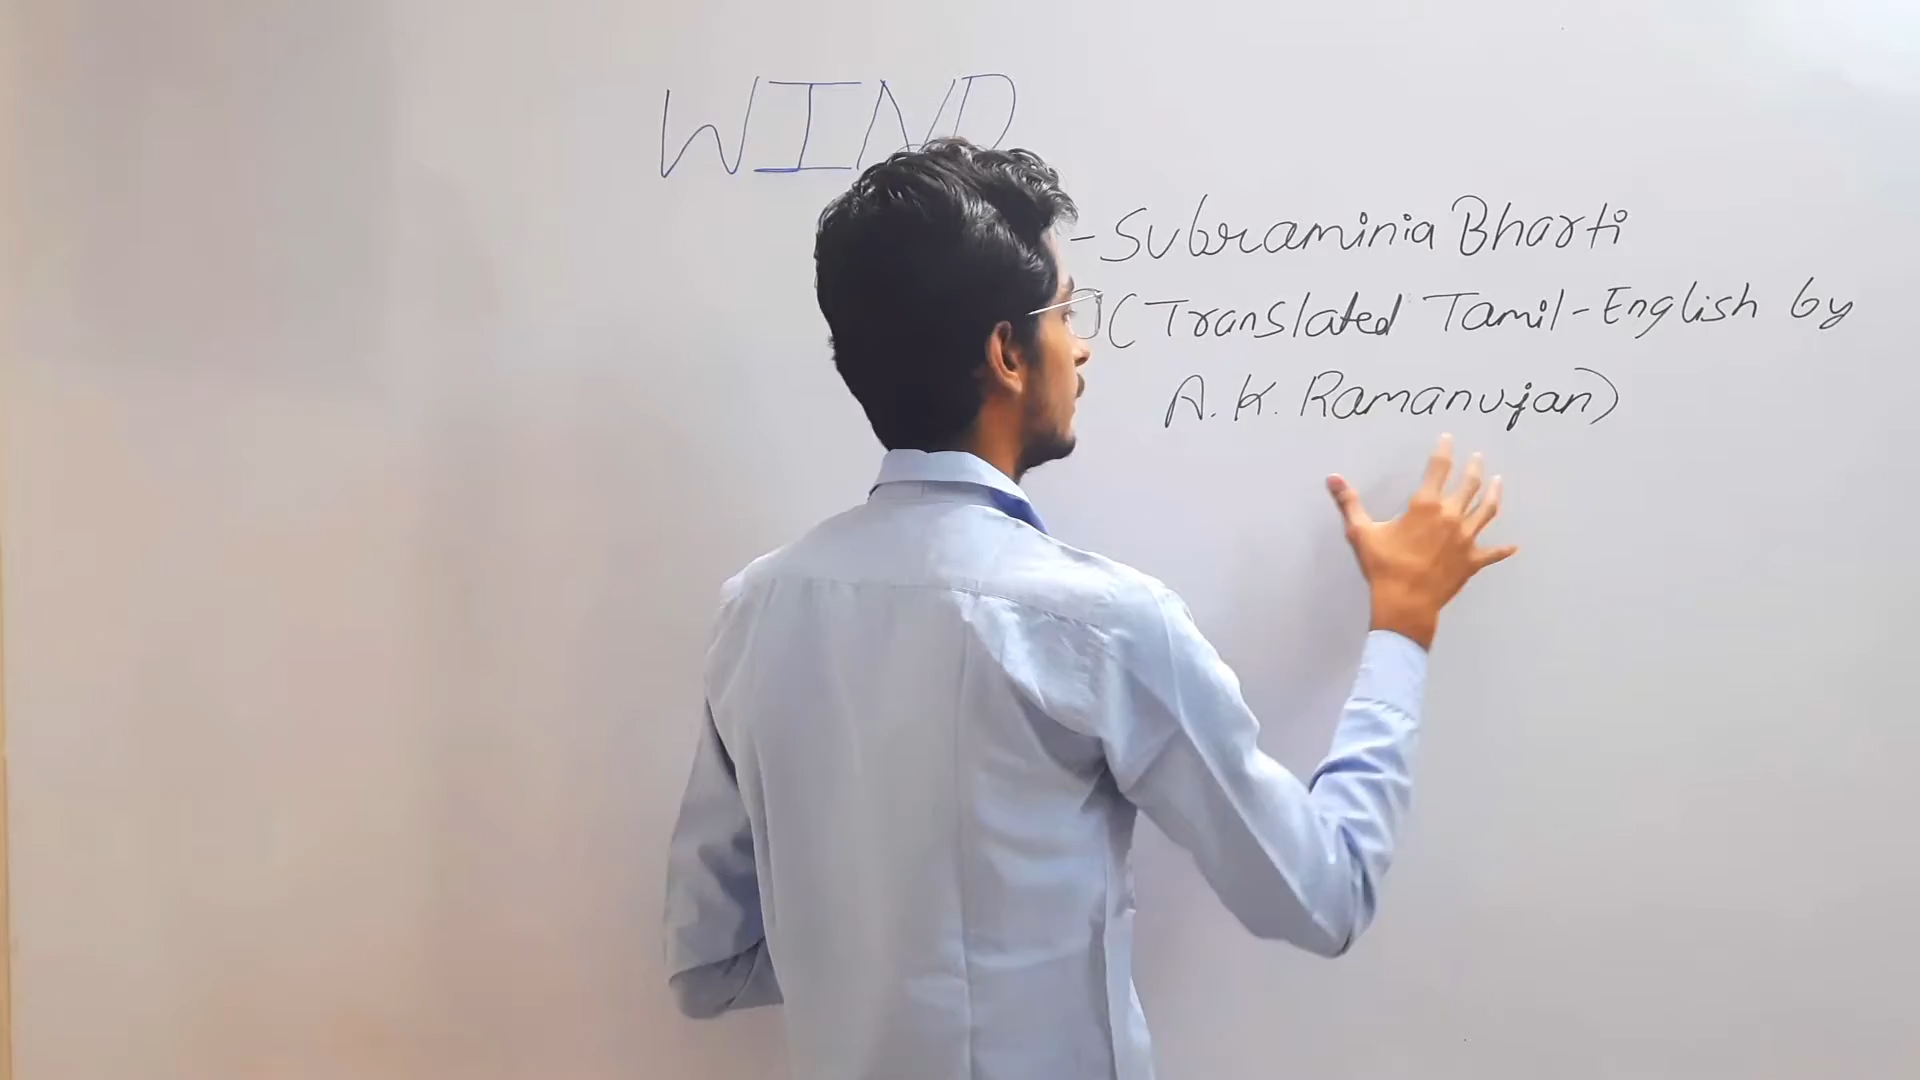 WIND
- Subraminia Bharti
(Translated Tamil-English by
A. K. Ramanujan)